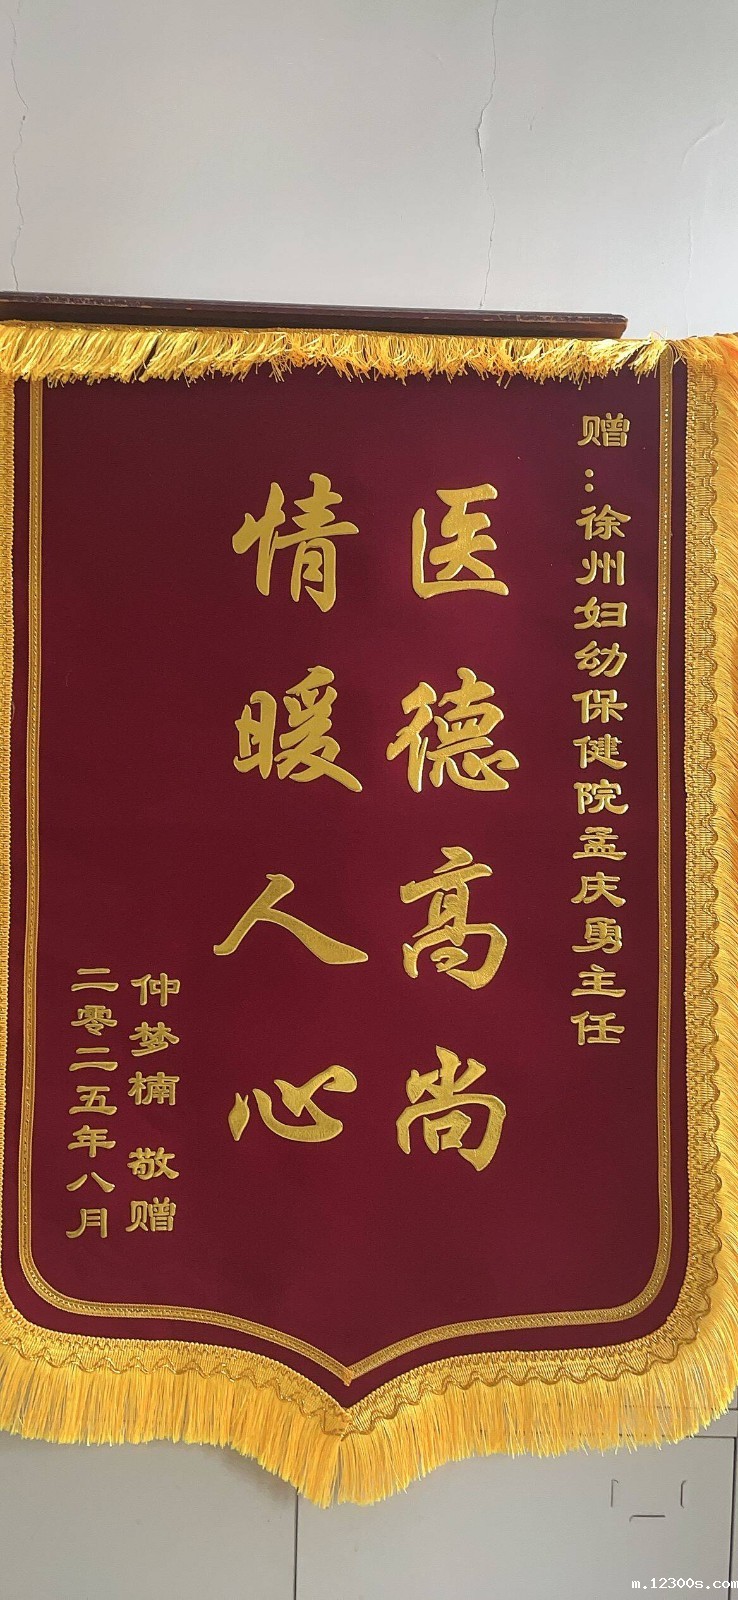 赠：徐州妇幼保健院孟庆勇主任
医德高尚
情暖人心
仲梦楠 敬赠
二零二五年八月
m.12300s.com